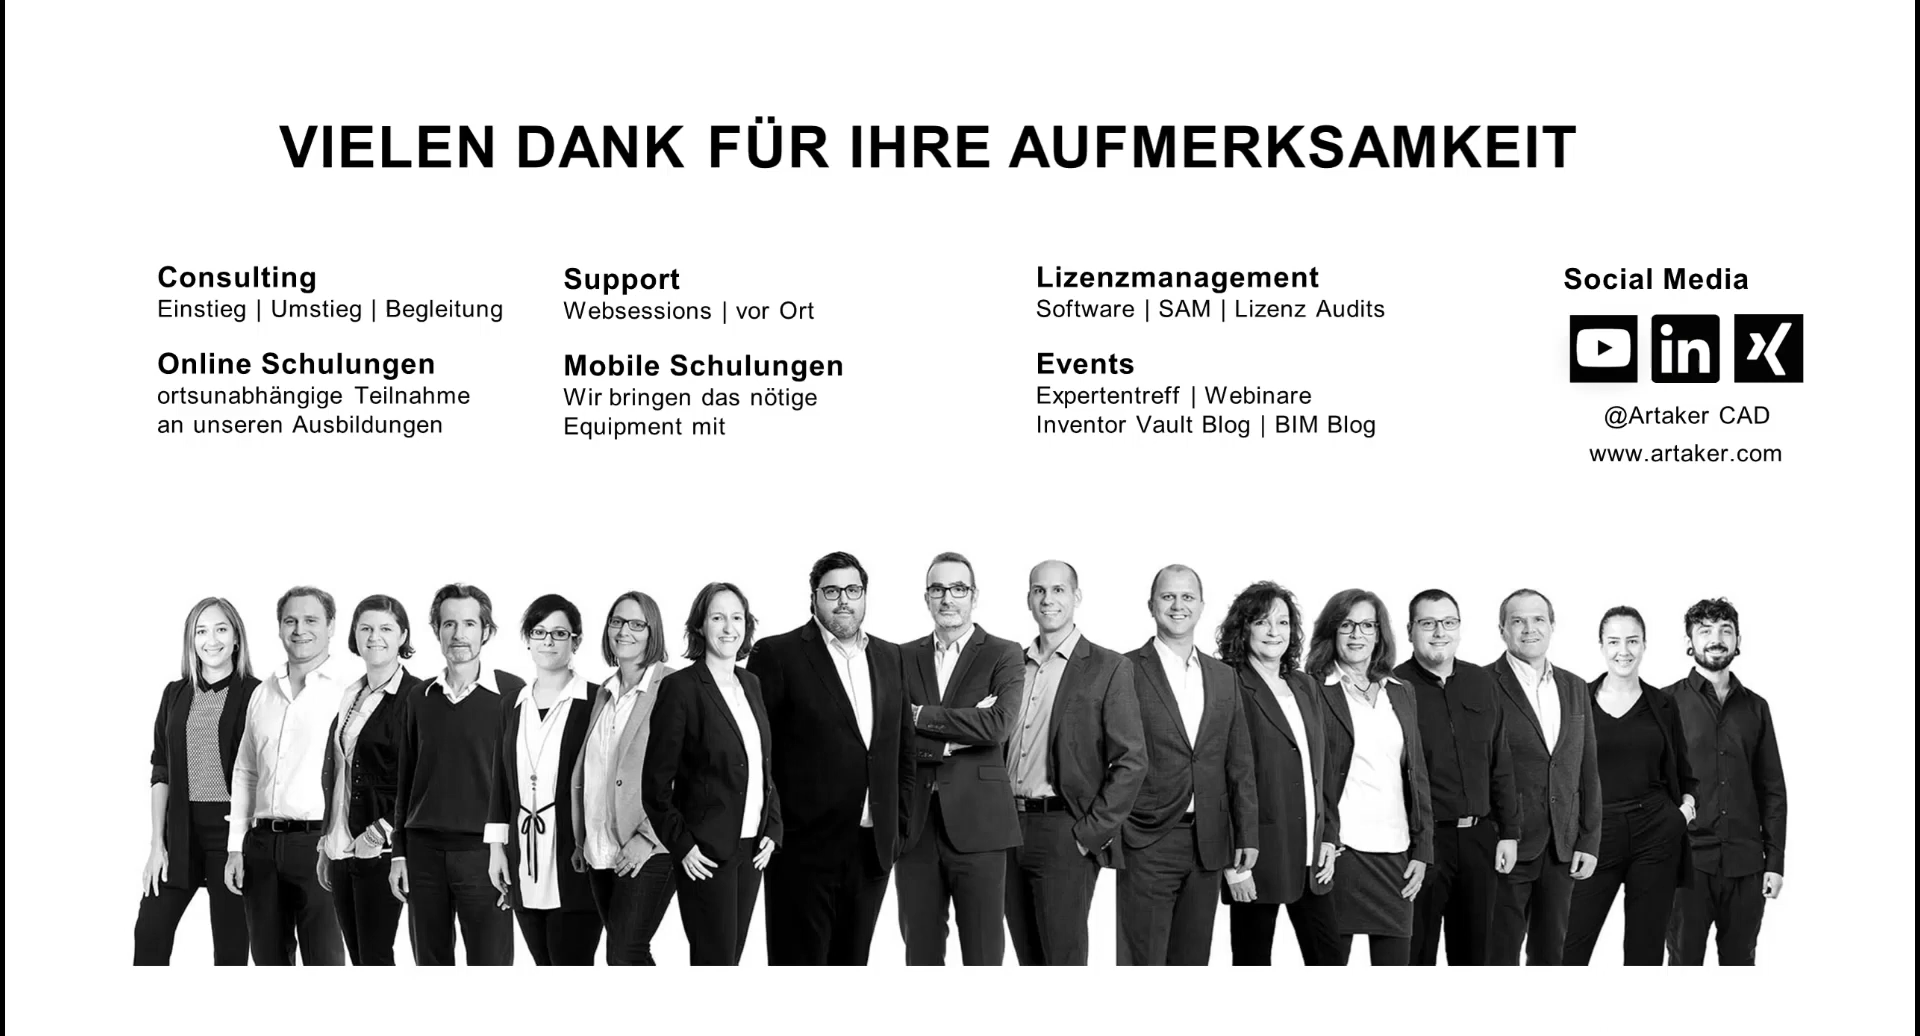 VIELEN DANK FÜR IHRE AUFMERKSAMKEIT
Consulting
Einstieg | Umstieg | Begleitung
Online Schulungen
ortsunabhängige Teilnahme
an unseren Ausbildungen
Support
Websessions | vor Ort
Mobile Schulungen
Wir bringen das nötige
Equipment mit
Lizenzmanagement
Software | SAM | Lizenz Audits
Events
Expertentreff | Webinare
Inventor Vault Blog | BIM Blog
Social Media
in
@Artaker CAD
www.artaker.com